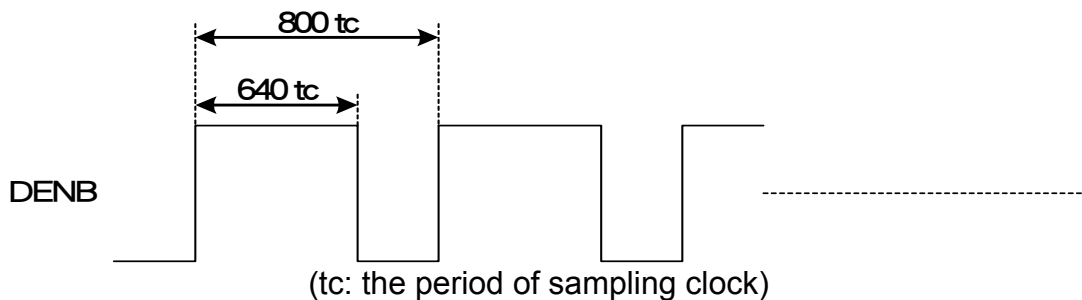 800 tc
640 tc
DENB
(tc: the period of sampling clock)